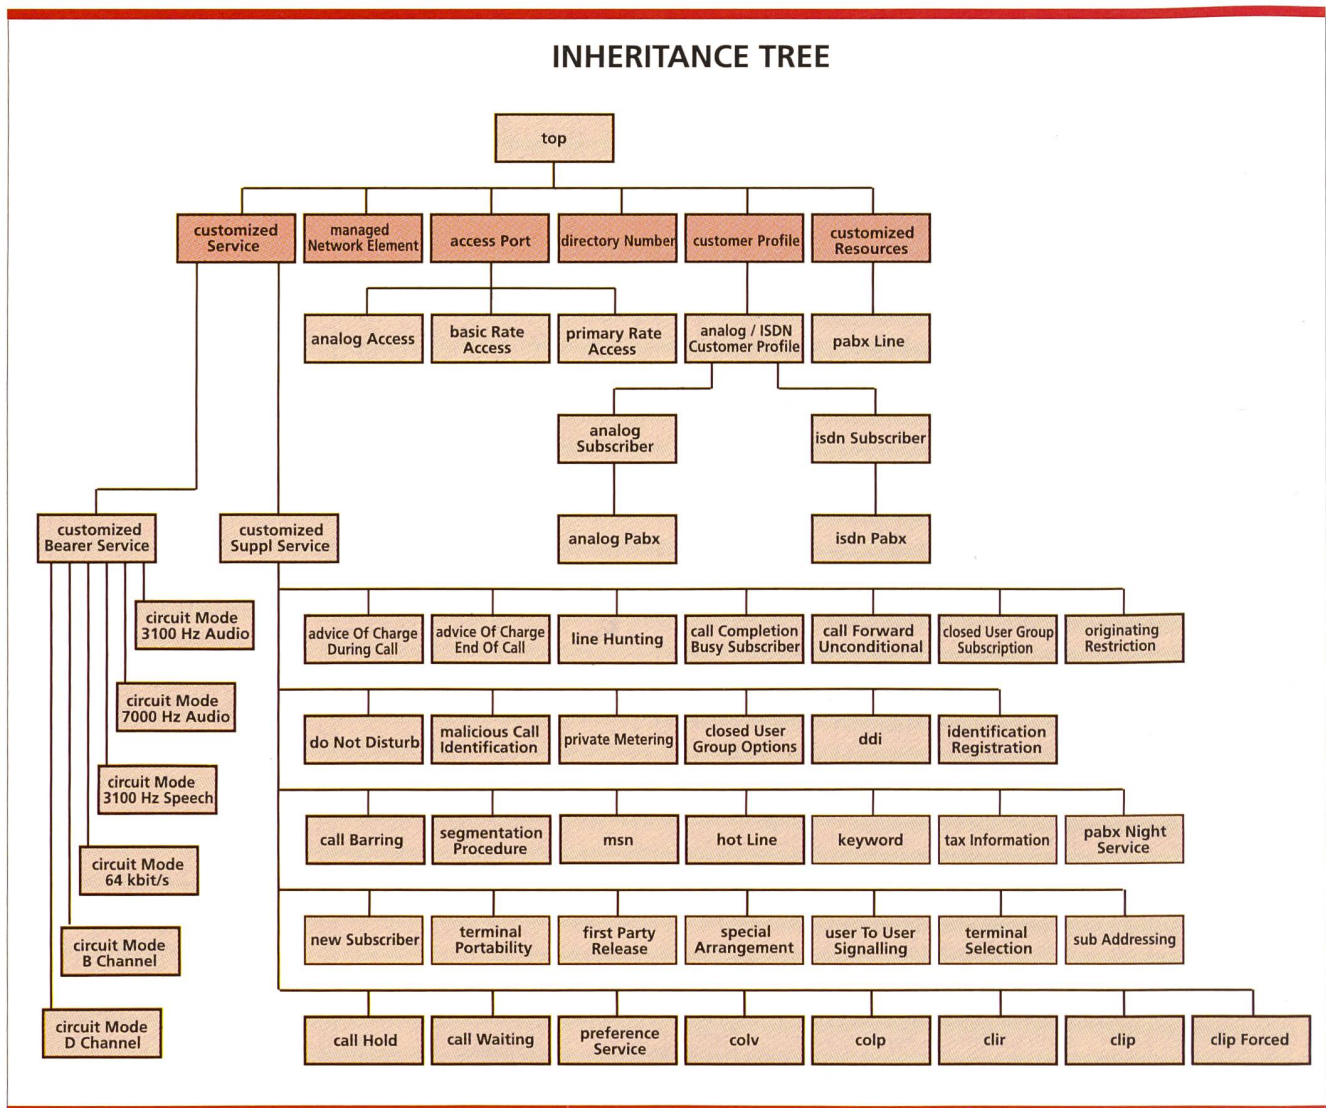 INHERITANCE TREE
top
customized
Service
managed
Network Element
access Port
directory Number
customer Profile
customized
Resources
analog Access
basic Rate
Access
primary Rate
Access
analog / ISDN
Customer Profile
pabx Line
analog
Subscriber
isdn Subscriber
customized
Bearer Service
customized
Suppl Service
analog Pabx
isdn Pabx
circuit Mode
3100 Hz Audio
circuit Mode
7000 Hz Audio
circuit Mode
3100 Hz Speech
circuit Mode
64 kbit/s
circuit Mode
B Channel
circuit Mode
D Channel
advice Of Charge
During Call
advice Of Charge
End Of Call
line Hunting
call Completion
Busy Subscriber
call Forward
Unconditional
closed User Group
Subscription
originating
Restriction
do Not Disturb
malicious Call
Identification
private Metering
closed User
Group Options
ddi
identification
Registration
call Barring
segmentation
Procedure
msn
hot Line
keyword
tax Information
pabx Night
Service
new Subscriber
terminal
Portability
first Party
Release
special
Arrangement
user To User
Signalling
terminal
Selection
sub Addressing
call Hold
call Waiting
preference
Service
colv
colp
clir
clip
clip Forced